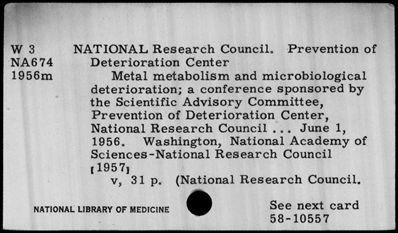 W 3 NATIONAL Research Council. Prevention of
NA674 Deterioration Center
1956m Metal metabolism and microbiological
deterioration; a conference sponsored by
the Scientific Advisory Committee,
Prevention of Deterioration Center,
National Research Council ... June 1,
1956. Washington, National Academy of
Sciences-National Research Council
[1957]
v, 31 p. (National Research Council.
NATIONAL LIBRARY OF MEDICINE
See next card
58-10557